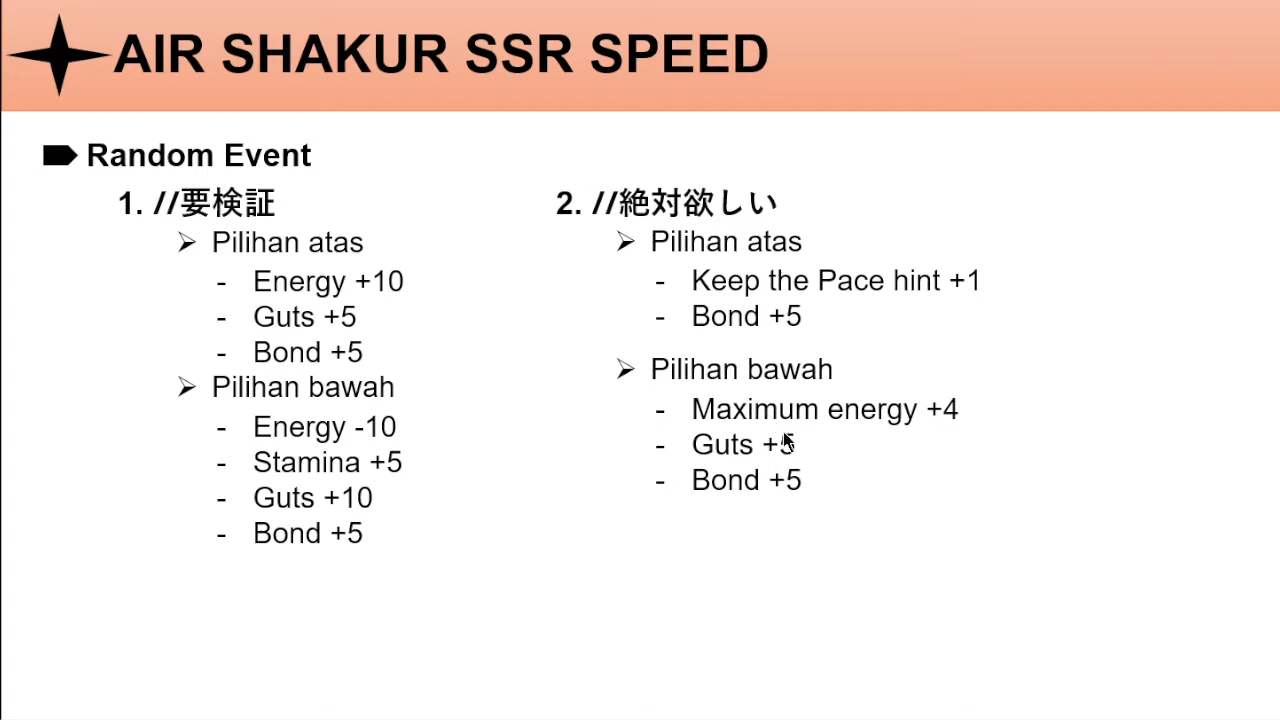 AIR SHAKUR SSR SPEED
Random Event
1. //要検証
Pilihan atas
- Energy +10
- Guts +5
- Bond +5
Pilihan bawah
- Energy -10
- Stamina +5
- Guts +10
- Bond +5
2. //絶対欲しい
Pilihan atas
- Keep the Pace hint +1
- Bond +5
Pilihan bawah
- Maximum energy +4
- Guts +5
- Bond +5